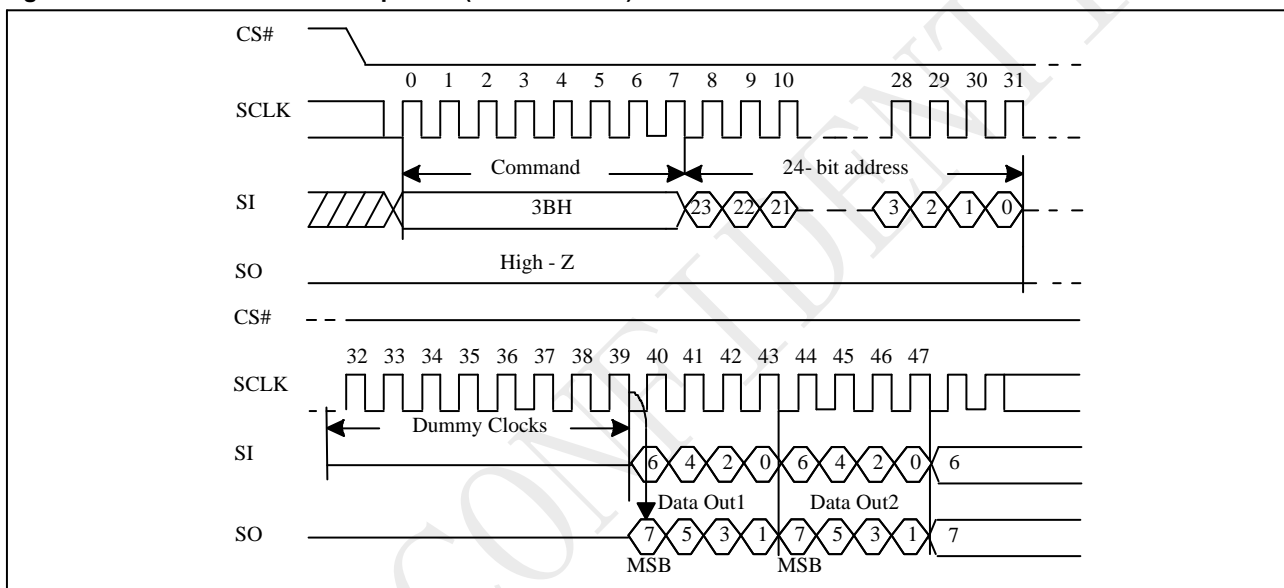 CS#
0 1 2 3 4 5 6 7 8 9 10 28 29 30 31
SCLK
Command 24- bit address
SI 3BH 23 22 21 3 2 1 0
High - Z
SO
CS#
32 33 34 35 36 37 38 39 40 41 42 43 44 45 46 47
SCLK
Dummy Clocks
SI 6 4 2 0 6 4 2 0 6
Data Out1 Data Out2
SO 7 5 3 1 7 5 3 1 7
MSB MSB
CONFIDENT